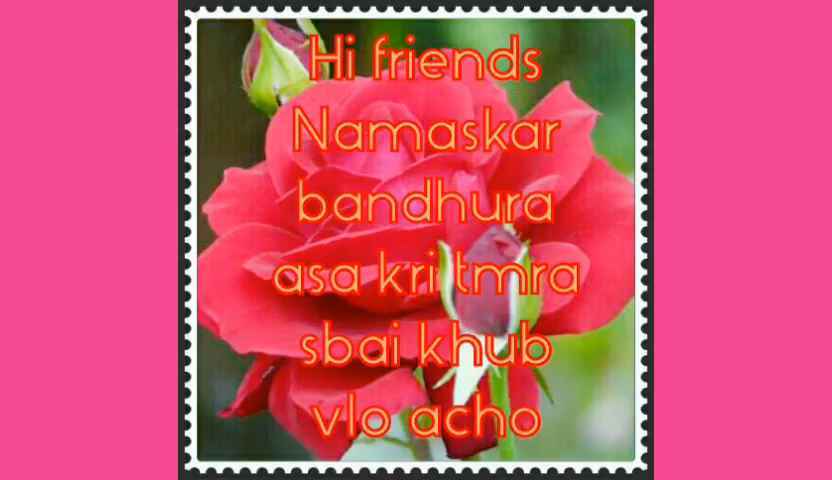 Hi friends
Namaskar
bandhura
asa kri tmra
sbai khub
vlo acho